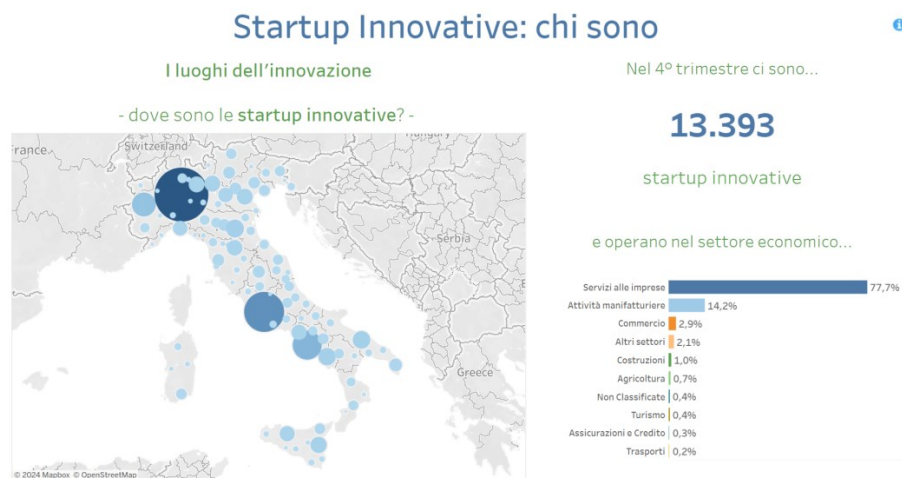 Startup Innovative: chi sono
I luoghi dell'innovazione
- dove sono le startup innovative? -
France
Switzerland
Serbia
Greece
© 2024 Mapbox © OpenStreetMap
Nel 4º trimestre ci sono...
13.393
startup innovative
e operano nel settore economico...
Servizi alle imprese 77,7%
Attività manifatturiere 14,2%
Commercio 2,9%
Altri settori 2,1%
Costruzioni 1,0%
Agricoltura 0,7%
Non Classificato 0,4%
Turismo 0,4%
Assicurazioni e Credito 0,3%
Trasporti 0,2%